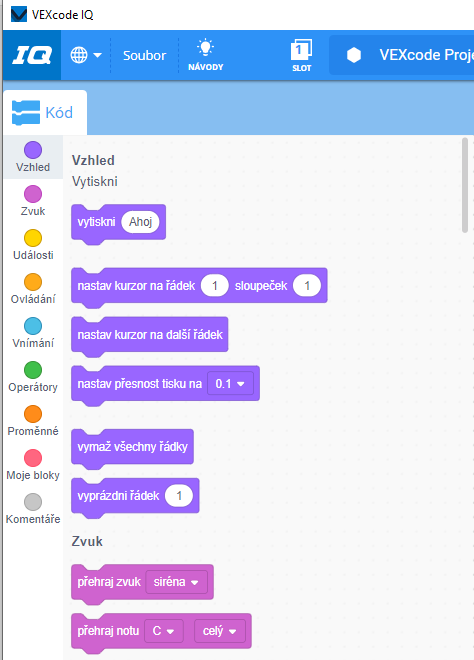 VEXcode IQ
IQ Soubor NÁVODY 1 SLOT VEXcode Proje
Kód
Vzhled
Zvuk
Události
Ovládání
Vnímání
Operátory
Proměnné
Moje bloky
Komentáře
Vzhled
Vytiskni
vytiskni Ahoj
nastav kurzor na řádek 1 sloupeček 1
nastav kurzor na další řádek
nastav přesnost tisku na 0.1
vymaž všechny řádky
vyprázdni řádek 1
Zvuk
přehraj zvuk siréna
přehraj notu C celý